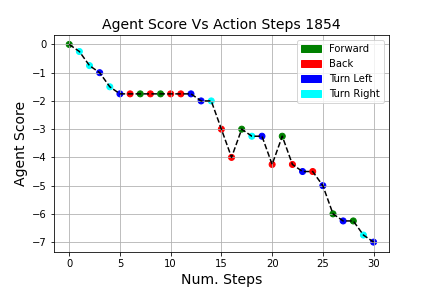 Agent Score Vs Action Steps 1854
Forward
Back
Turn Left
Turn Right
Agent Score
0
−1
−2
−3
−4
−5
−6
−7
0 5 10 15 20 25 30
Num. Steps